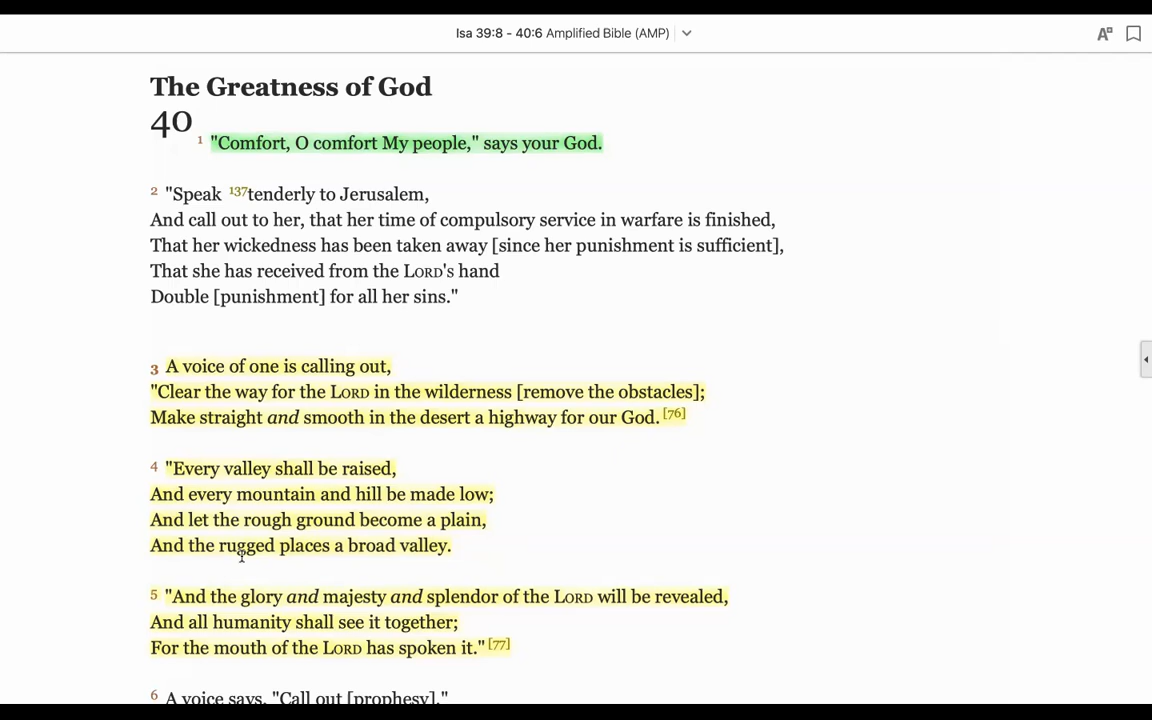 Isa 39:8 - 40:6 Amplified Bible (AMP)
The Greatness of God
40
1 "Comfort, O comfort My people," says your God.
2 "Speak 137tenderly to Jerusalem,
And call out to her, that her time of compulsory service in warfare is finished,
That her wickedness has been taken away [since her punishment is sufficient],
That she has received from the LORD's hand
Double [punishment] for all her sins."
3 A voice of one is calling out,
"Clear the way for the LORD in the wilderness [remove the obstacles];
Make straight and smooth in the desert a highway for our God. [76]
4 "Every valley shall be raised,
And every mountain and hill be made low;
And let the rough ground become a plain,
And the rugged places a broad valley.
5 "And the glory and majesty and splendor of the LORD will be revealed,
And all humanity shall see it together;
For the mouth of the LORD has spoken it." [77]
6 A voice says, "Call out [prophesy]."